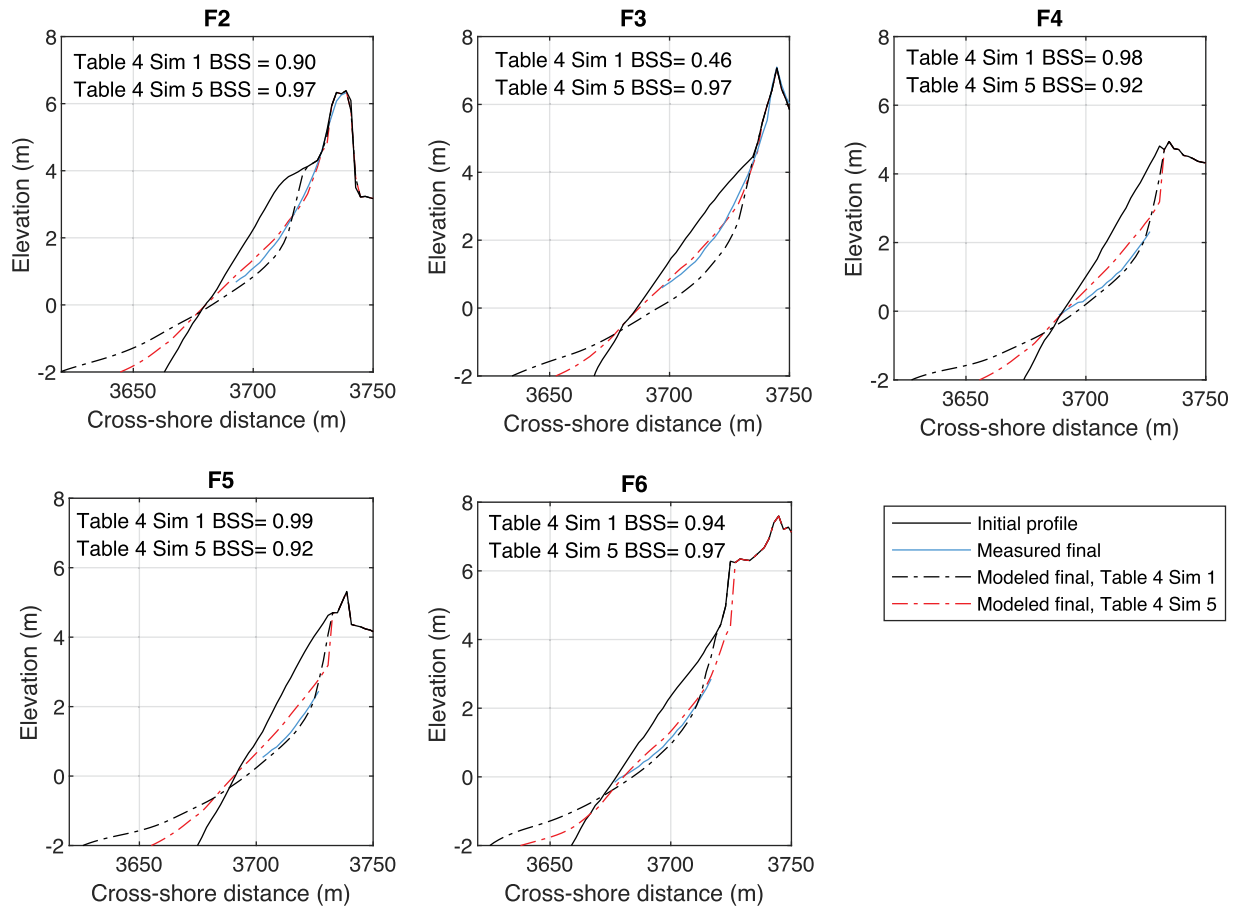 F2
Table 4 Sim 1 BSS = 0.90
Table 4 Sim 5 BSS = 0.97
8
6
4
2
0
-2
Elevation (m)
3650
3700
3750
Cross-shore distance (m)
F3
Table 4 Sim 1 BSS= 0.46
Table 4 Sim 5 BSS= 0.97
8
6
4
2
0
-2
Elevation (m)
3650
3700
3750
Cross-shore distance (m)
F4
Table 4 Sim 1 BSS= 0.98
Table 4 Sim 5 BSS= 0.92
8
6
4
2
0
-2
Elevation (m)
3650
3700
3750
Cross-shore distance (m)
F5
Table 4 Sim 1 BSS= 0.99
Table 4 Sim 5 BSS= 0.92
8
6
4
2
0
-2
Elevation (m)
3650
3700
3750
Cross-shore distance (m)
F6
Table 4 Sim 1 BSS= 0.94
Table 4 Sim 5 BSS= 0.97
8
6
4
2
0
-2
Elevation (m)
3650
3700
3750
Cross-shore distance (m)
Initial profile
Measured final
Modeled final, Table 4 Sim 1
Modeled final, Table 4 Sim 5